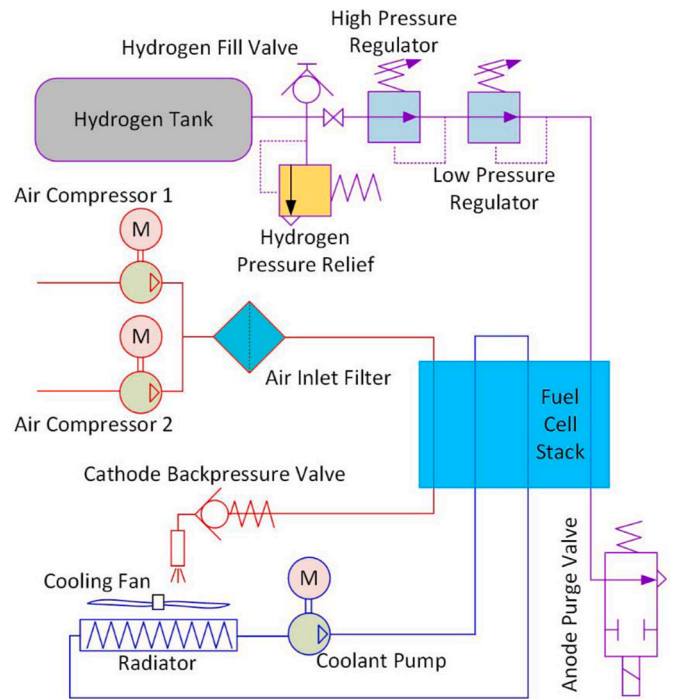 High Pressure
Regulator
Hydrogen Fill Valve
Hydrogen Tank
Low Pressure
Regulator
Air Compressor 1
M
Hydrogen
Pressure Relief
M
Air Inlet Filter
Air Compressor 2
Fuel
Cell
Stack
Cathode Backpressure Valve
Anode Purge Valve
Cooling Fan
M
Radiator
Coolant Pump